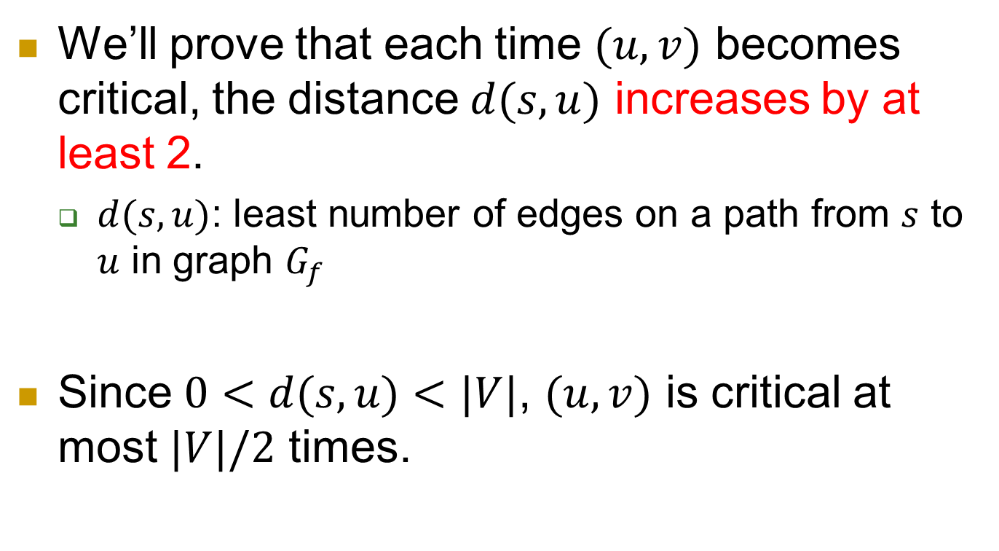 We’ll prove that each time (u, v) becomes
critical, the distance d(s, u) increases by at
least 2.
d(s, u): least number of edges on a path from s to
u in graph G_f
Since 0 < d(s, u) < |V|, (u, v) is critical at
most |V|/2 times.